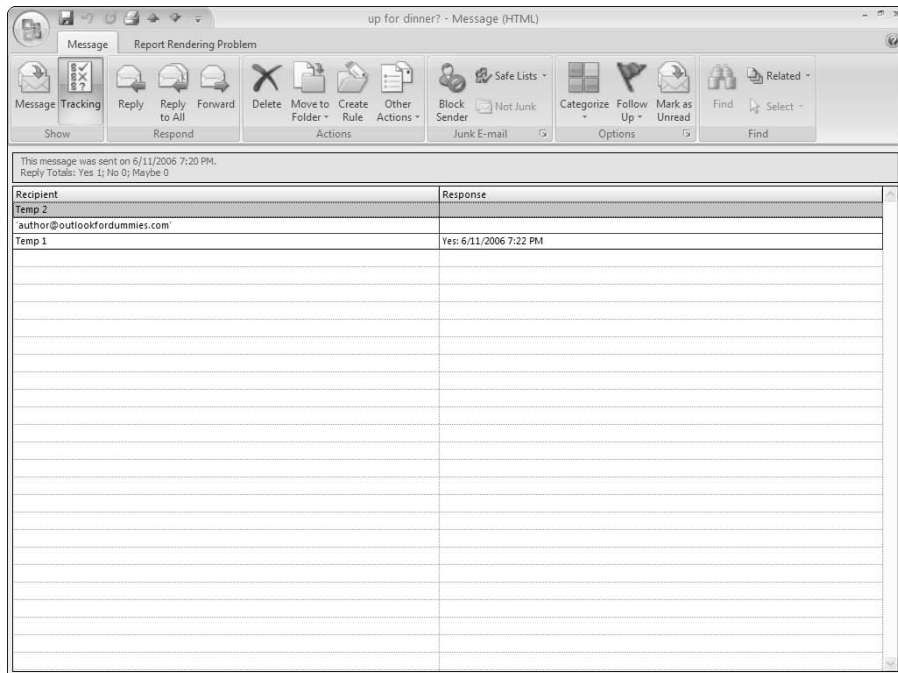 up for dinner? - Message (HTML)
Message Report Rendering Problem
Message Tracking Reply Reply to All Forward Delete Move to Folder Create Rule Other Actions Block Sender Safe Lists Not Junk Categorize Follow Up Mark as Unread Find Related Select
Show Respond Actions Junk E-mail Options Find
This message was sent on 6/11/2006 7:20 PM.
Reply Totals: Yes 1; No 0; Maybe 0
Recipient Response
Temp 2
'author@outlookfordummies.com'
Temp 1 Yes: 6/11/2006 7:22 PM